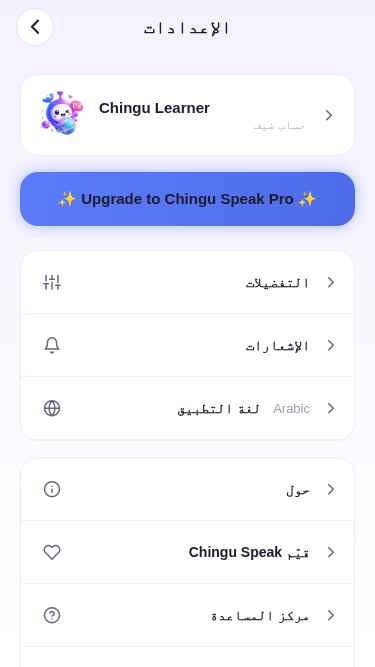 الإعدادات
Chingu Learner
حساب ضيف
✨ Upgrade to Chingu Speak Pro ✨
التفضيلات
الإشعارات
لغة التطبيق Arabic
حول
قيّم Chingu Speak
مركز المساعدة